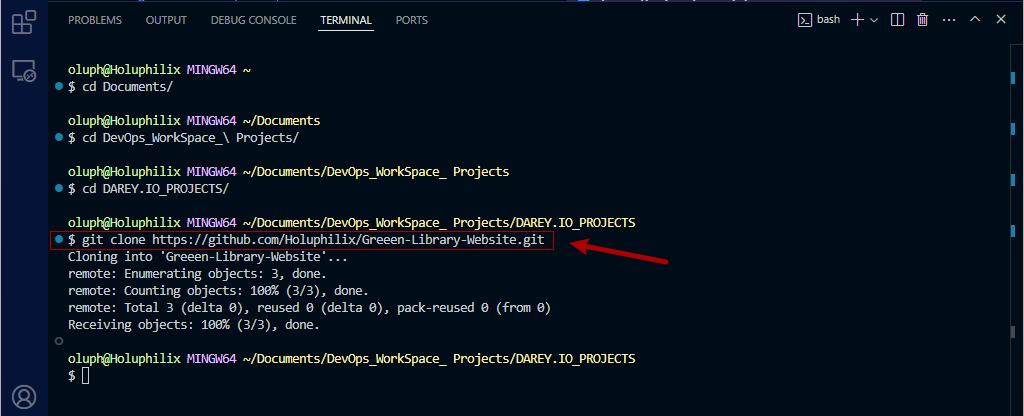 PROBLEMS OUTPUT DEBUG CONSOLE TERMINAL PORTS bash
oluph@Holuphilix MINGW64 ~
$ cd Documents/
oluph@Holuphilix MINGW64 ~/Documents
$ cd DevOps_WorkSpace_\ Projects/
oluph@Holuphilix MINGW64 ~/Documents/DevOps_WorkSpace_ Projects
$ cd DAREY.IO_PROJECTS/
oluph@Holuphilix MINGW64 ~/Documents/DevOps_WorkSpace_ Projects/DAREY.IO_PROJECTS
$ git clone https://github.com/Holuphilix/Greeen-Library-Website.git
Cloning into 'Greeen-Library-Website'...
remote: Enumerating objects: 3, done.
remote: Counting objects: 100% (3/3), done.
remote: Total 3 (delta 0), reused 0 (delta 0), pack-reused 0 (from 0)
Receiving objects: 100% (3/3), done.
oluph@Holuphilix MINGW64 ~/Documents/DevOps_WorkSpace_ Projects/DAREY.IO_PROJECTS
$